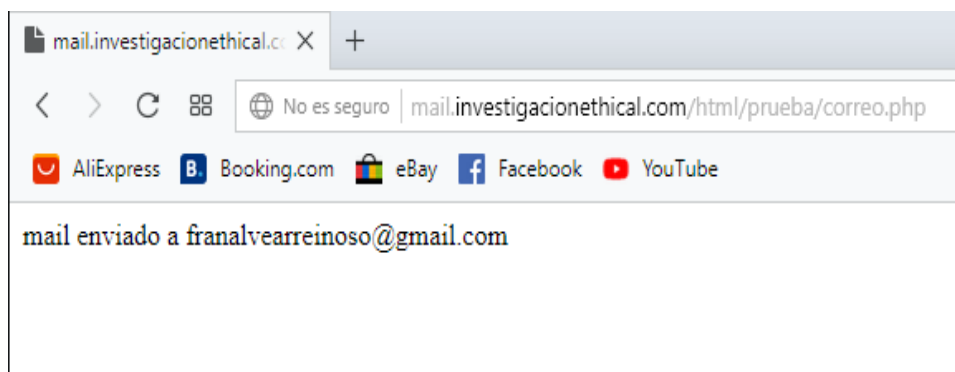 mail.investigacionethical.cc
No es seguro mail.investigacionethical.com/html/prueba/correo.php
AliExpress B. Booking.com eBay f Facebook YouTube
mail enviado a franalvearreinoso@gmail.com